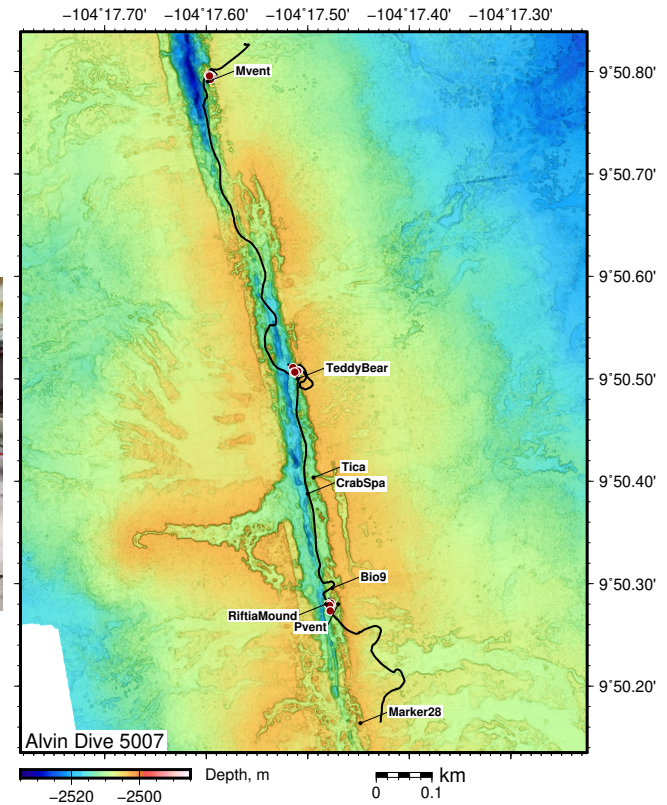 −104˚17.70' −104˚17.60' −104˚17.50' −104˚17.40' −104˚17.30'
Mvent
9˚50.80'
9˚50.70'
9˚50.60'
TeddyBear
9˚50.50'
Tica
CrabSpa
9˚50.40'
Bio9
9˚50.30'
RiftiaMound
Pvent
9˚50.20'
Marker28
Alvin Dive 5007
Depth, m
−2520 −2500
km
0 0.1